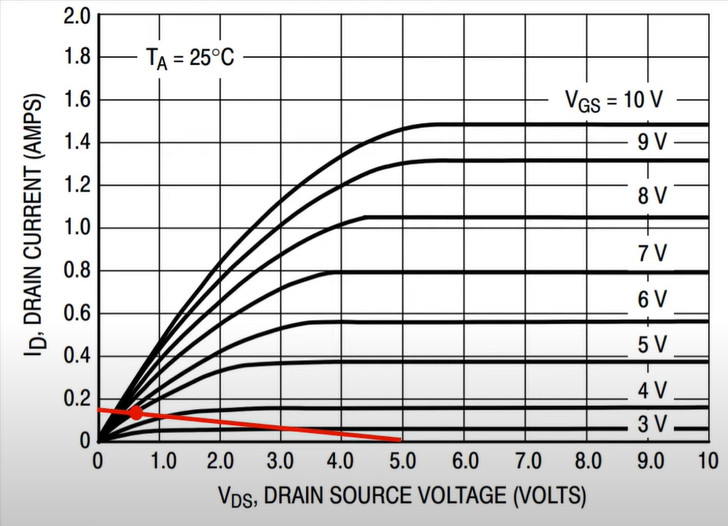 2.0
1.8
1.6
1.4
1.2
1.0
0.8
0.6
0.4
0.2
0
I_D, DRAIN CURRENT (AMPS)
T_A = 25°C
V_GS = 10 V
9 V
8 V
7 V
6 V
5 V
4 V
3 V
0 1.0 2.0 3.0 4.0 5.0 6.0 7.0 8.0 9.0 10
V_DS, DRAIN SOURCE VOLTAGE (VOLTS)